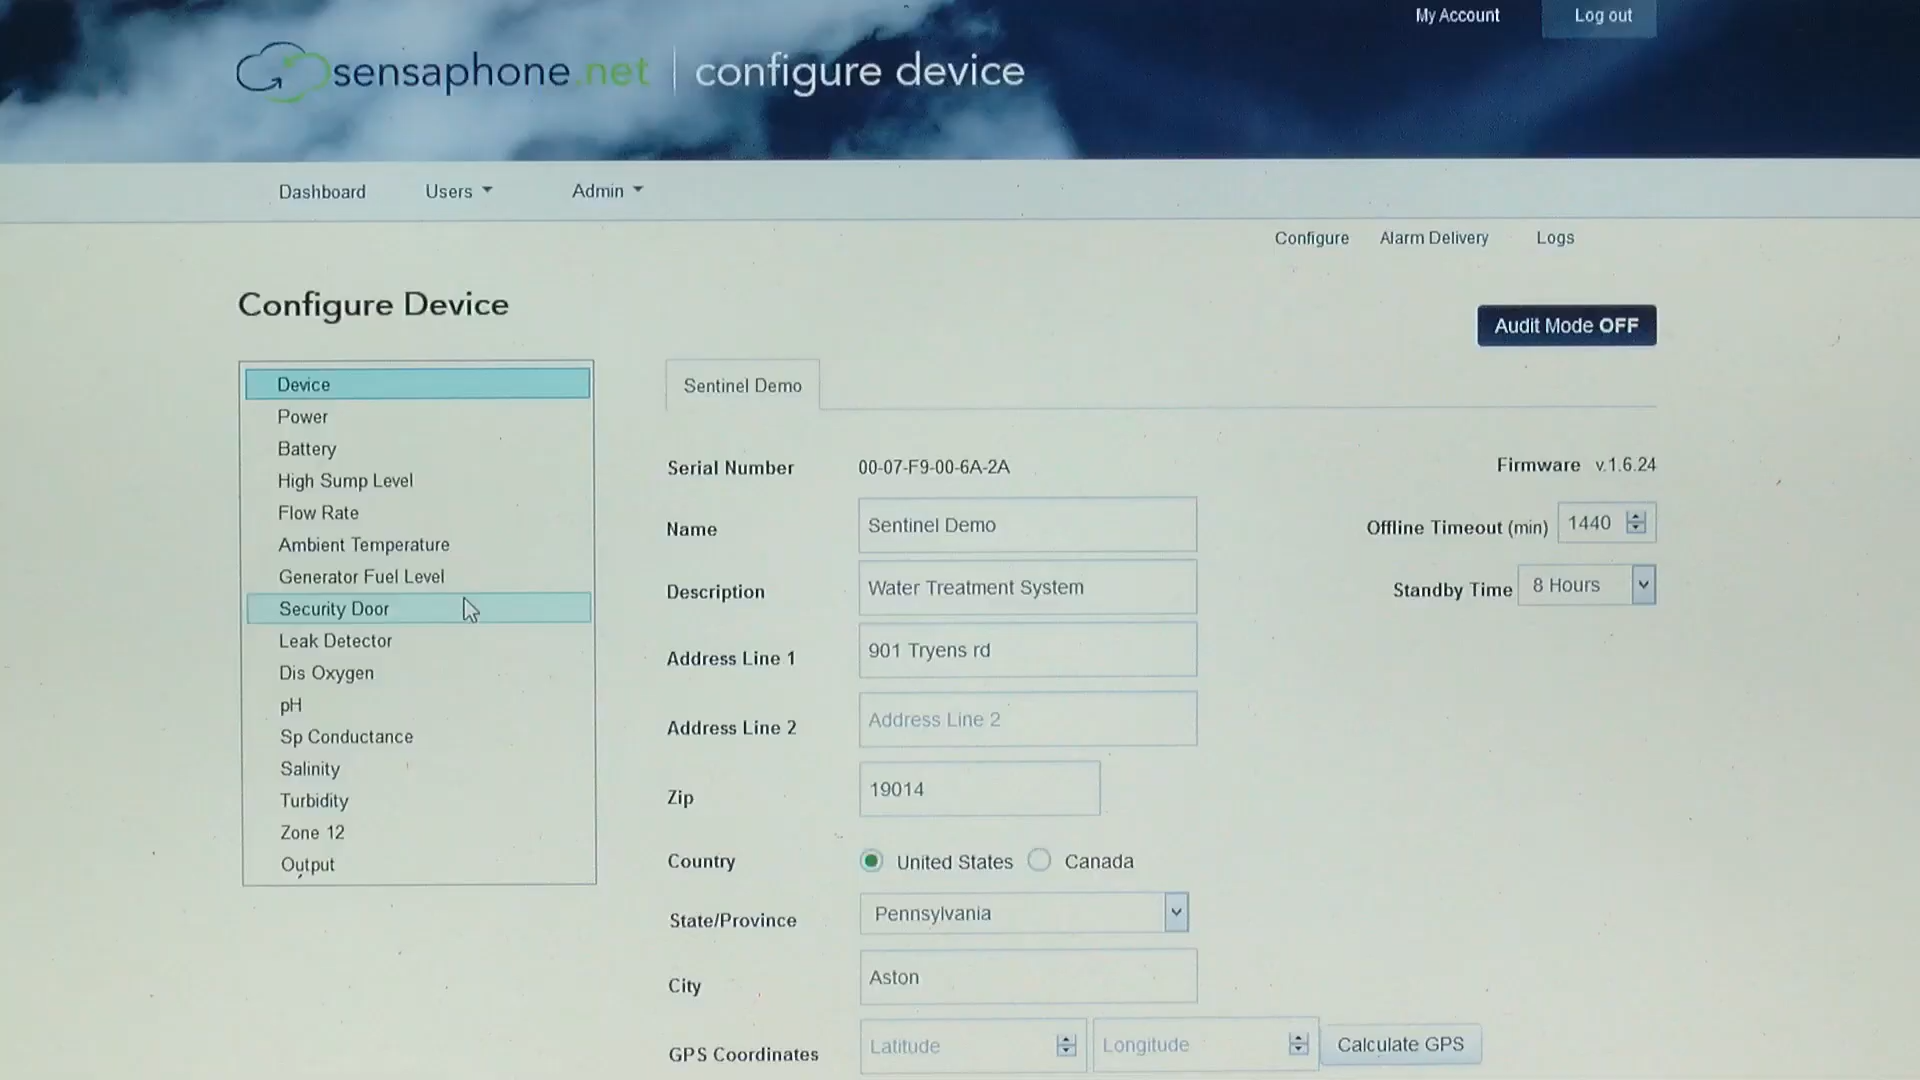 My Account Log out
sensaphone.net configure device
Dashboard Users Admin
Configure Alarm Delivery Logs
Configure Device
Audit Mode OFF
Device
Power
Battery
High Sump Level
Flow Rate
Ambient Temperature
Generator Fuel Level
Security Door
Leak Detector
Dis Oxygen
pH
Sp Conductance
Salinity
Turbidity
Zone 12
Output
Sentinel Demo
Serial Number 00-07-F9-00-6A-2A Firmware v.1.6.24
Name Sentinel Demo Offline Timeout (min) 1440
Description Water Treatment System Standby Time 8 Hours
Address Line 1 901 Tryens rd
Address Line 2 Address Line 2
Zip 19014
Country United States Canada
State/Province Pennsylvania
City Aston
GPS Coordinates Latitude Longitude Calculate GPS